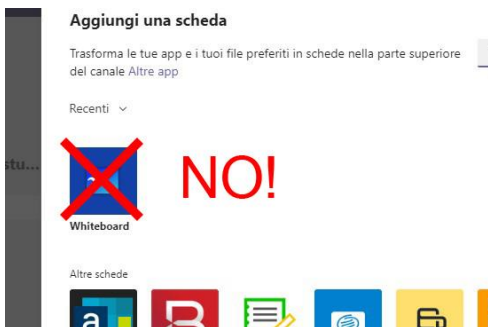 Aggiungi una scheda
Trasforma le tue app e i tuoi file preferiti in schede nella parte superiore
del canale Altre app
Recenti
stu...
NO!
Whiteboard
Altre schede
a